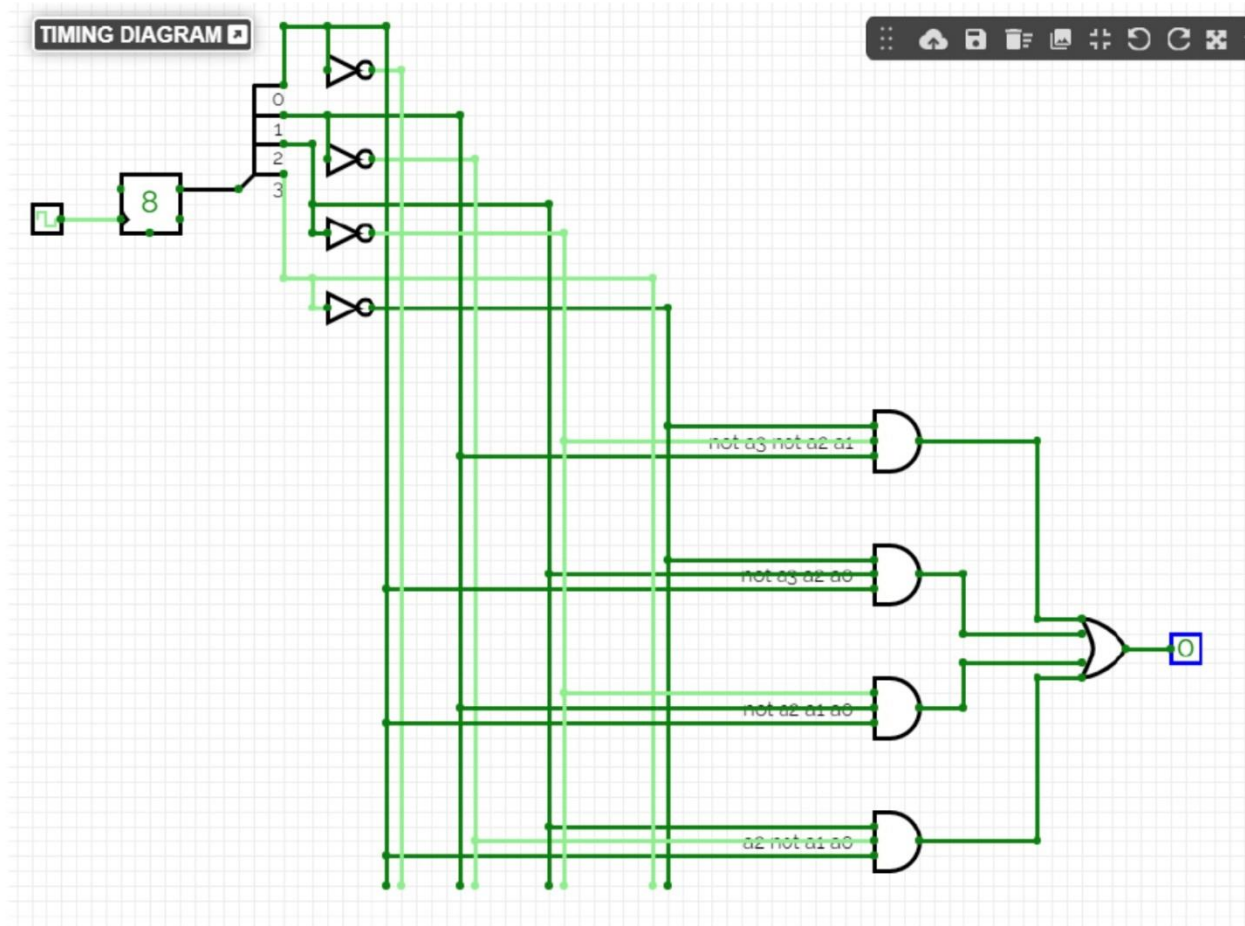 TIMING DIAGRAM
0
1
2
3
8
not a3 not a2 a1
not a3 a2 a0
0
not a2 a1 a0
a2 not a1 a0